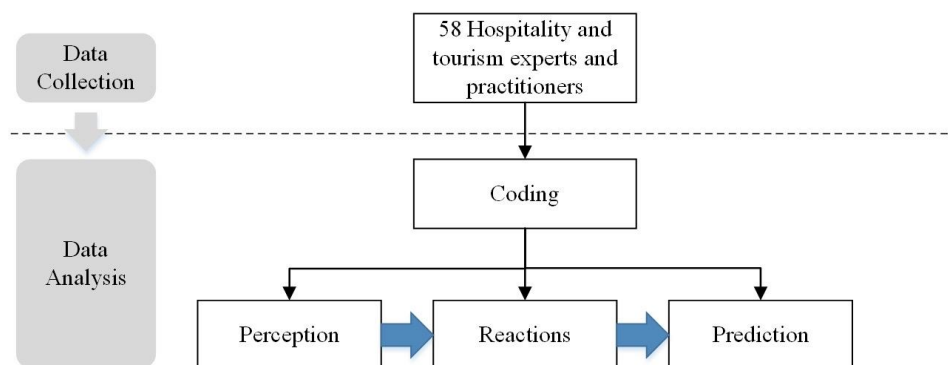 Data
Collection
58 Hospitality and
tourism experts and
practitioners
Data
Analysis
Coding
Perception
Reactions
Prediction